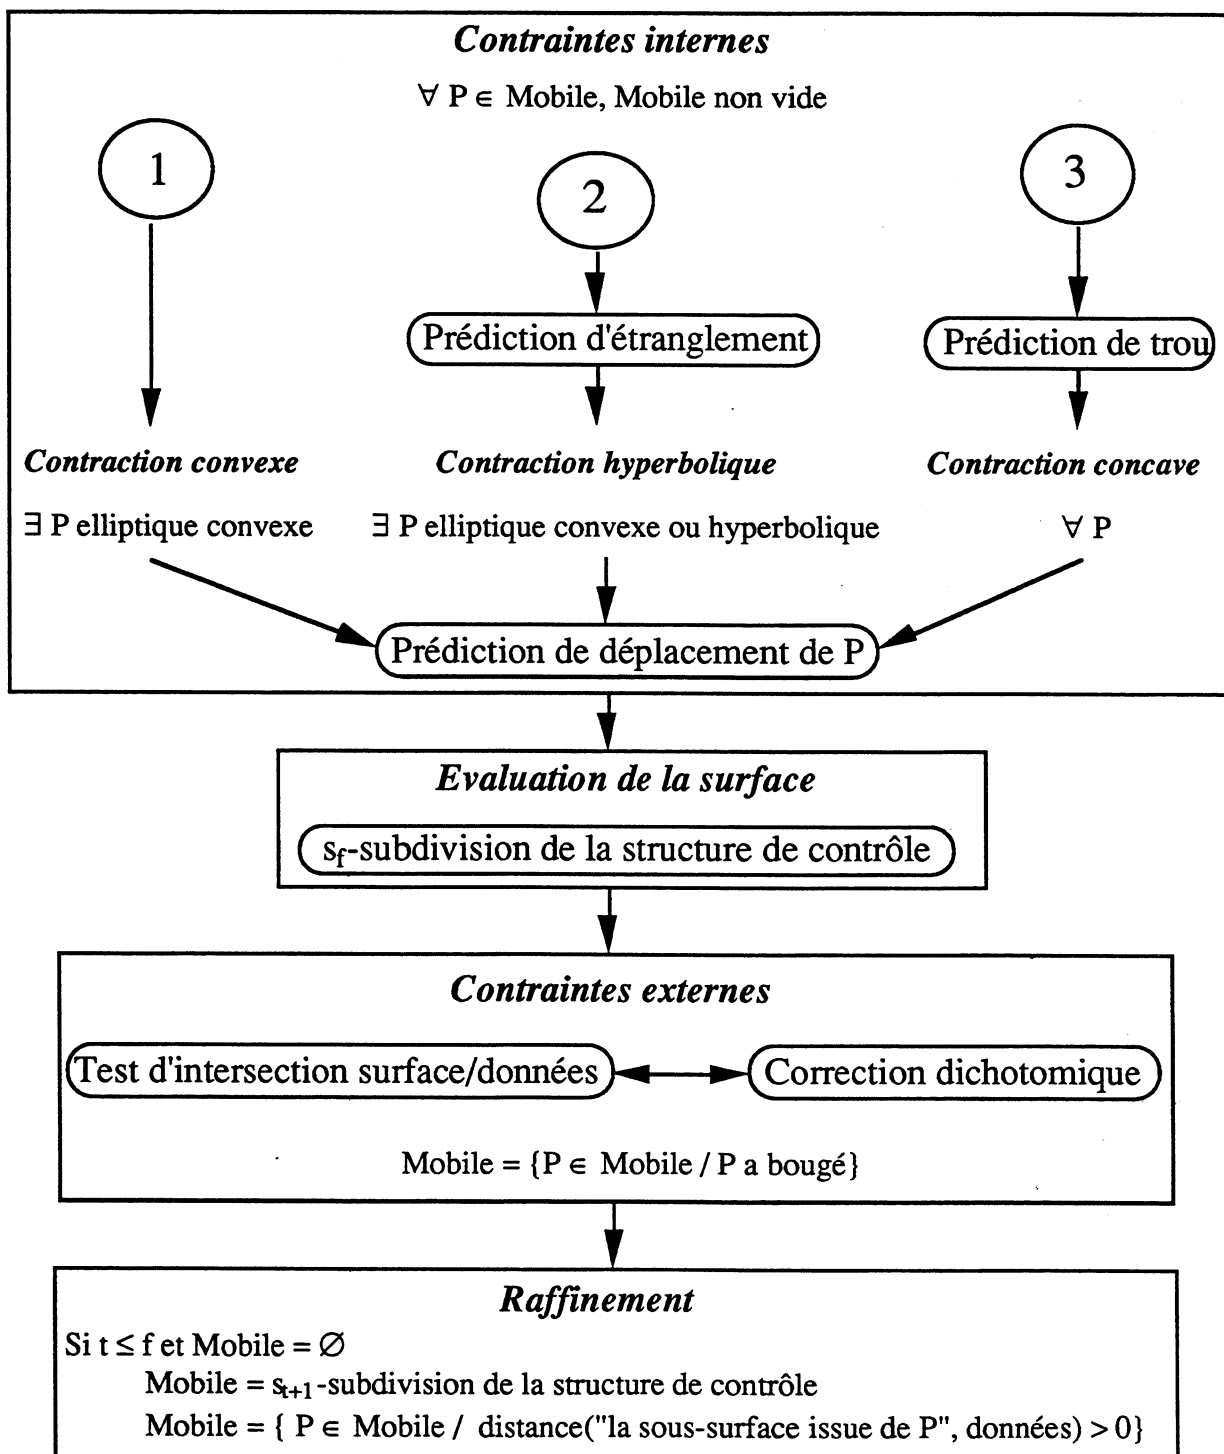 Contraintes internes
∀ P ∈ Mobile, Mobile non vide
1
2
3
Prédiction d'étranglement
Prédiction de trou
Contraction convexe
Contraction hyperbolique
Contraction concave
∃ P elliptique convexe
∃ P elliptique convexe ou hyperbolique
∀ P
Prédiction de déplacement de P
Evaluation de la surface
s_f-subdivision de la structure de contrôle
Contraintes externes
Test d'intersection surface/données
Correction dichotomique
Mobile = {P ∈ Mobile / P a bougé}
Raffinement
Si t ≤ f et Mobile = ∅
Mobile = s_{t+1}-subdivision de la structure de contrôle
Mobile = { P ∈ Mobile / distance("la sous-surface issue de P", données) > 0}